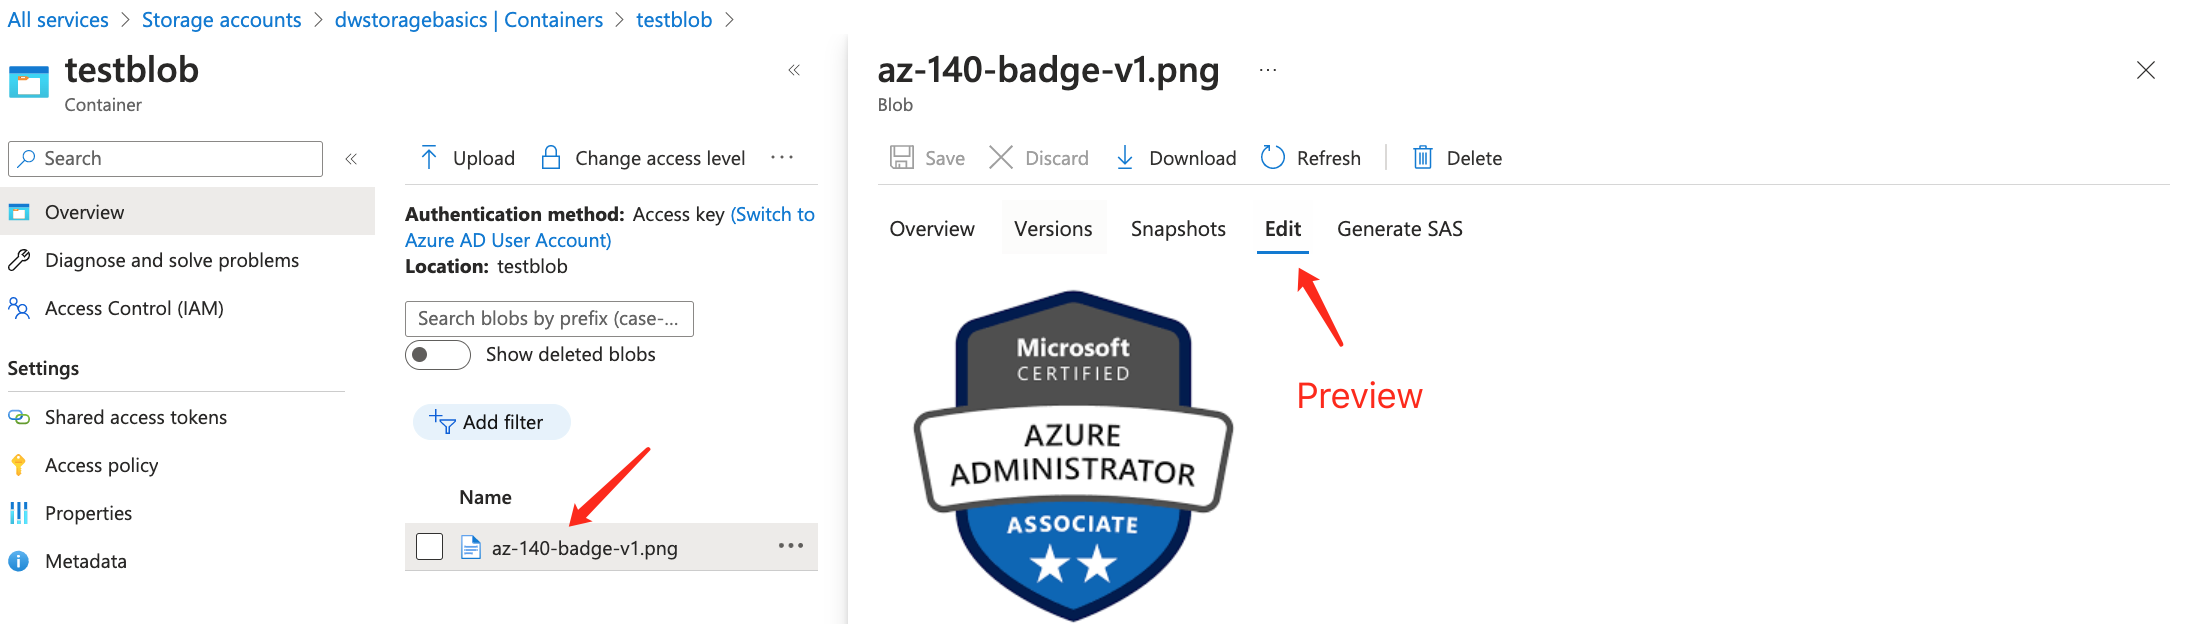 All services > Storage accounts > dwstoragebasics | Containers > testblob >
testblob
Container
Search
Overview
Diagnose and solve problems
Access Control (IAM)
Settings
Shared access tokens
Access policy
Properties
Metadata
Upload
Change access level
Authentication method: Access key (Switch to
Azure AD User Account)
Location: testblob
Search blobs by prefix (case-...
Show deleted blobs
Add filter
Name
az-140-badge-v1.png
az-140-badge-v1.png
Blob
Save
Discard
Download
Refresh
Delete
Overview
Versions
Snapshots
Edit
Generate SAS
Microsoft
CERTIFIED
AZURE
ADMINISTRATOR
ASSOCIATE
Preview